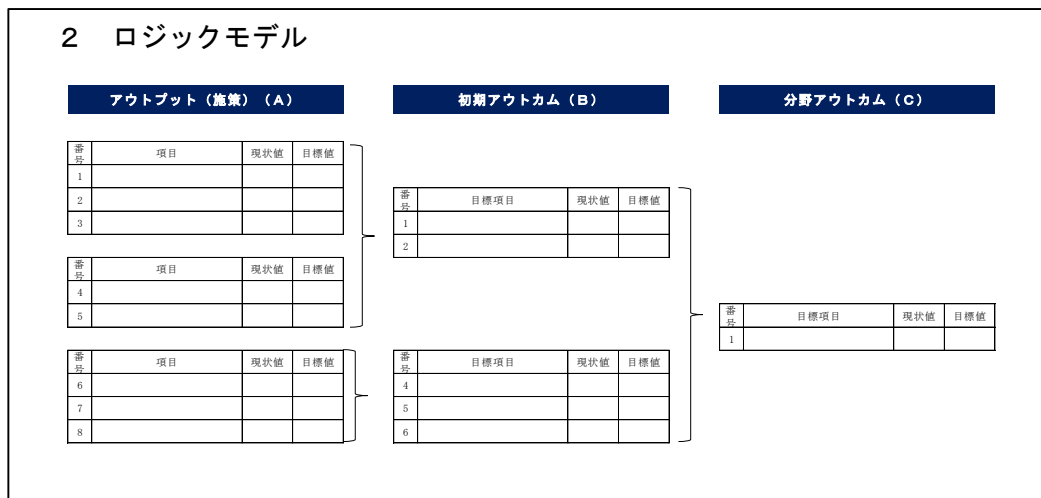 ２　ロジックモデル
アウトプット（施策）（Ａ）
番号 項目 現状値 目標値
1
2
3
番号 項目 現状値 目標値
4
5
番号 項目 現状値 目標値
6
7
8
初期アウトカム（Ｂ）
番号 目標項目 現状値 目標値
1
2
番号 目標項目 現状値 目標値
4
5
6
分野アウトカム（Ｃ）
番号 目標項目 現状値 目標値
1